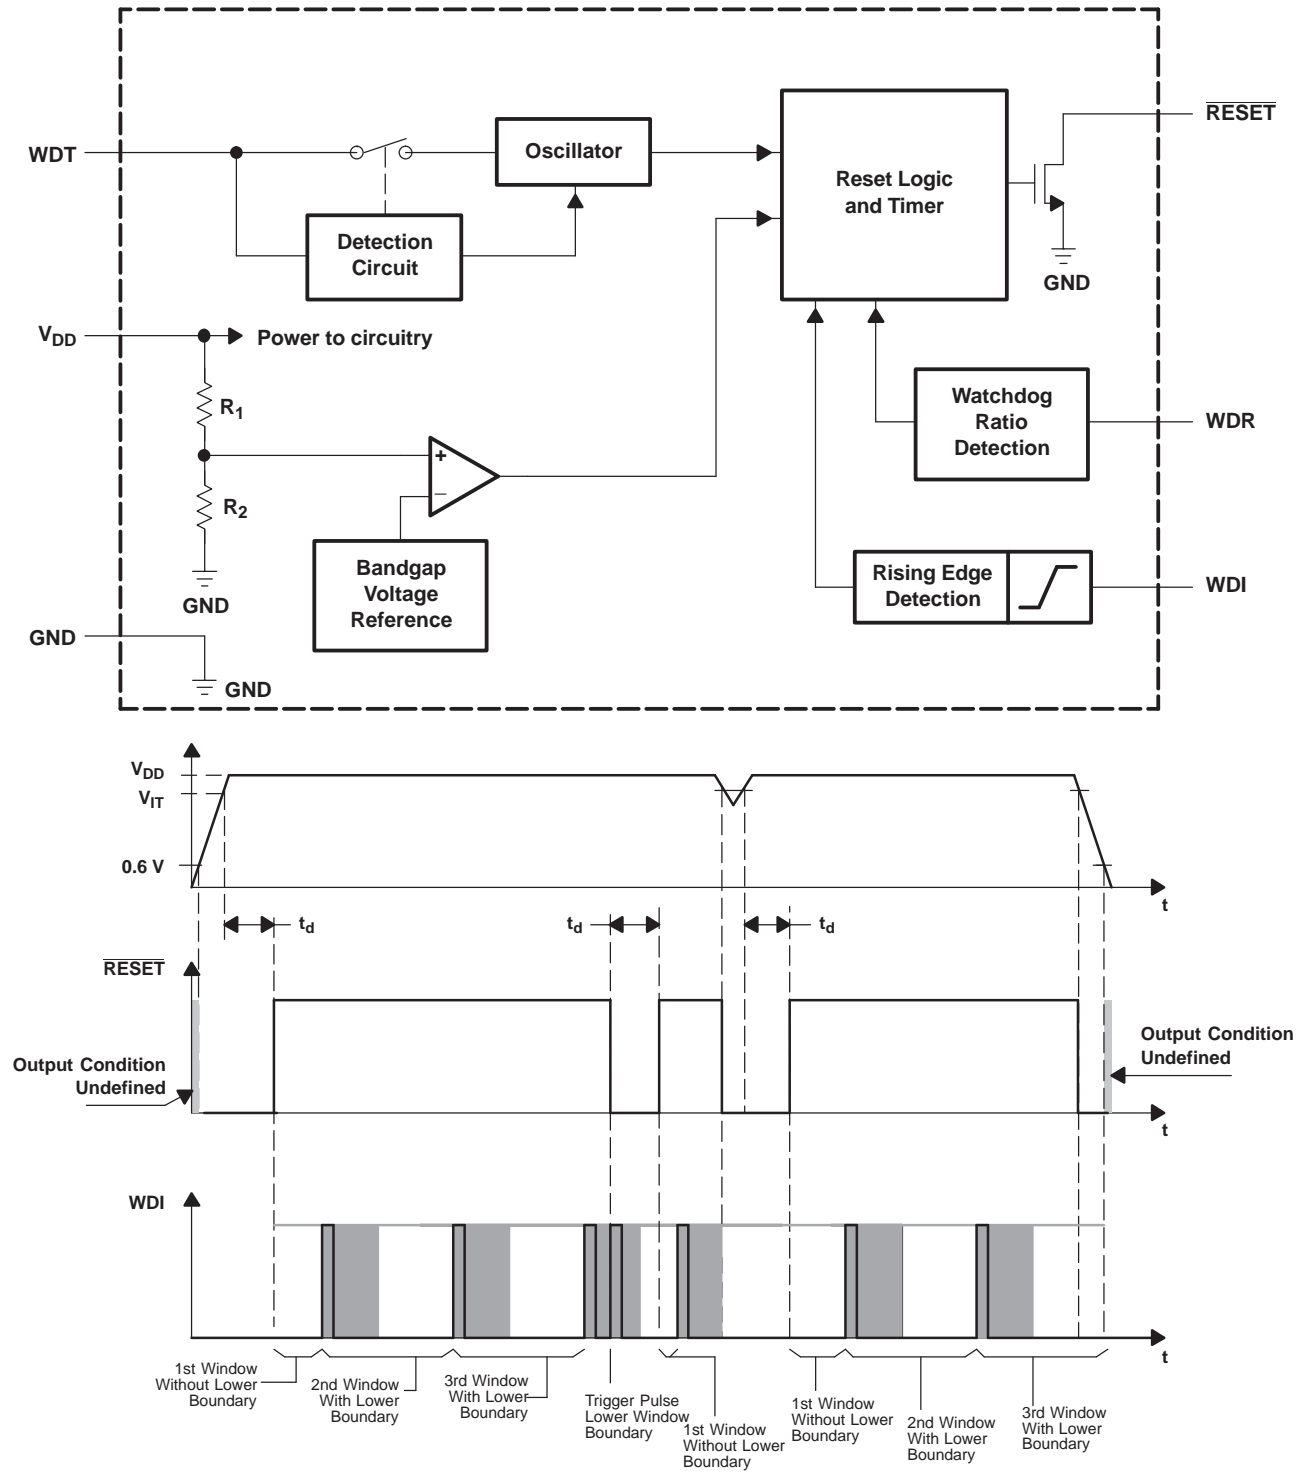 RESET
WDT
Oscillator
Reset Logic
and Timer
Detection
Circuit
GND
VDD
Power to circuitry
R1
Watchdog
Ratio
Detection
WDR
+
–
R2
Bandgap
Voltage
Reference
Rising Edge
Detection
WDI
GND
GND
GND
VDD
VIT
0.6 V
t
td
td
td
RESET
Output Condition
Undefined
Output Condition
Undefined
t
WDI
t
1st Window
Without Lower
Boundary
2nd Window
With Lower
Boundary
3rd Window
With Lower
Boundary
Trigger Pulse
Lower Window
Boundary
1st Window
Without Lower
Boundary
1st Window
Without Lower
Boundary
2nd Window
With Lower
Boundary
3rd Window
With Lower
Boundary